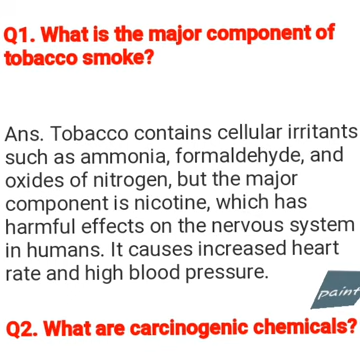 Q1. What is the major component of
tobacco smoke?
Ans. Tobacco contains cellular irritants
such as ammonia, formaldehyde, and
oxides of nitrogen, but the major
component is nicotine, which has
harmful effects on the nervous system
in humans. It causes increased heart
rate and high blood pressure.
paint
Q2. What are carcinogenic chemicals?